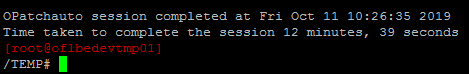 OPatchauto session completed at Fri Oct 11 10:26:35 2019
Time taken to complete the session 12 minutes, 39 seconds
[root@oflbedevtmp01]
/TEMP#